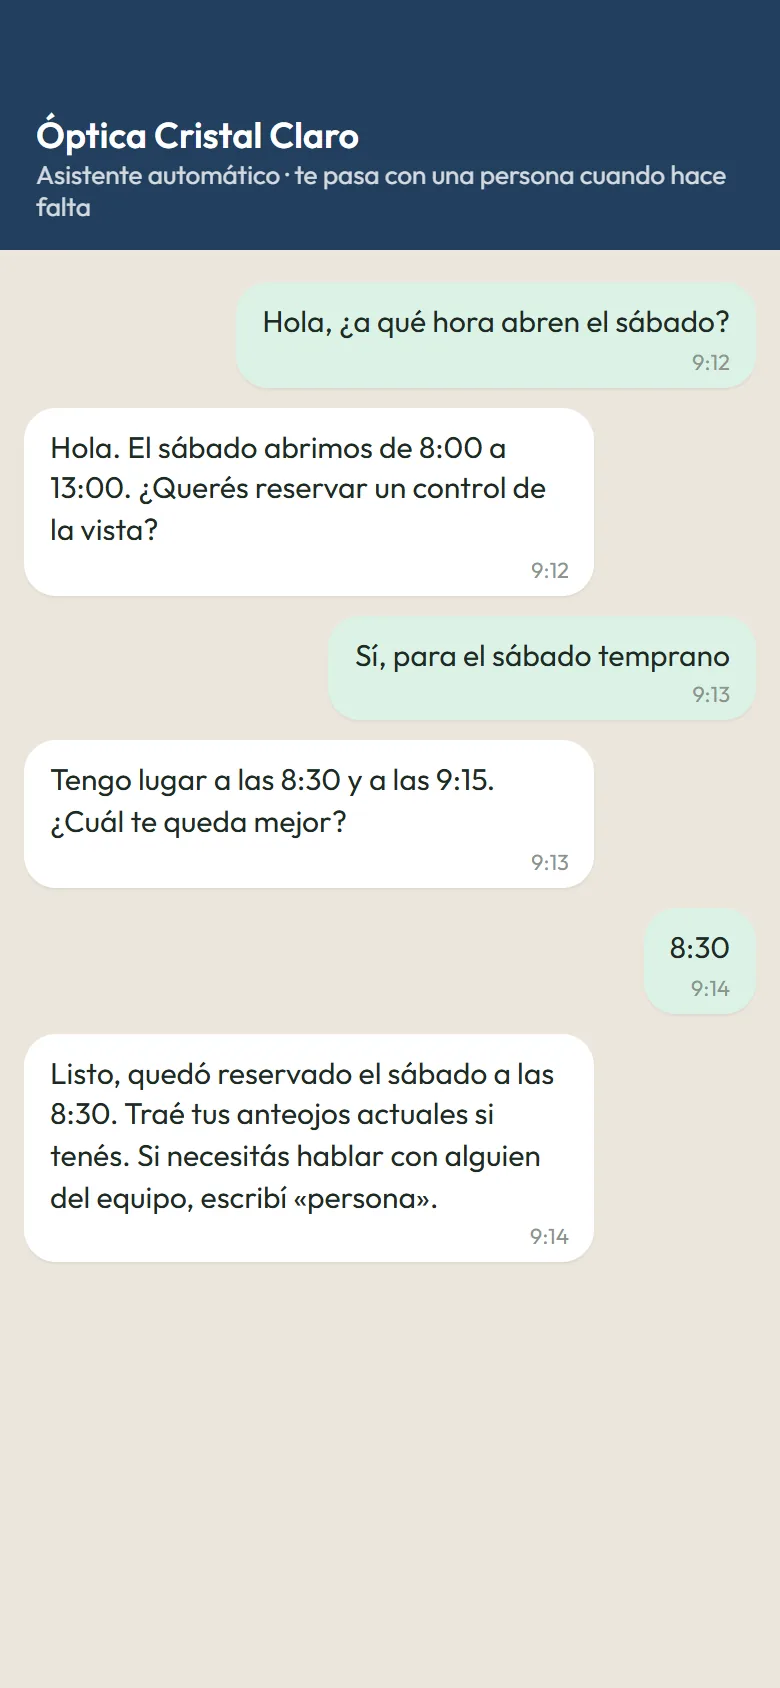 Óptica Cristal Claro
Asistente automático · te pasa con una persona cuando hace
falta
Hola, ¿a qué hora abren el sábado?
9:12
Hola. El sábado abrimos de 8:00 a
13:00. ¿Querés reservar un control de
la vista?
9:12
Sí, para el sábado temprano
9:13
Tengo lugar a las 8:30 y a las 9:15.
¿Cuál te queda mejor?
9:13
8:30
9:14
Listo, quedó reservado el sábado a las
8:30. Traé tus anteojos actuales si
tenés. Si necesitás hablar con alguien
del equipo, escribí «persona».
9:14